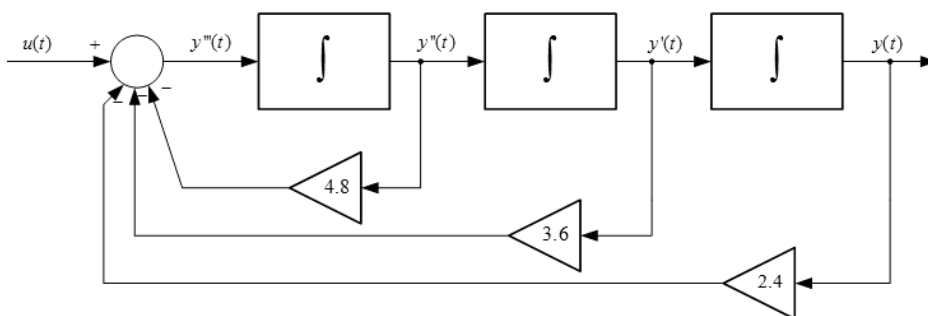 u(t) + y'''(t) ∫ y''(t) ∫ y'(t) ∫ y(t)
− − −
4.8
3.6
2.4